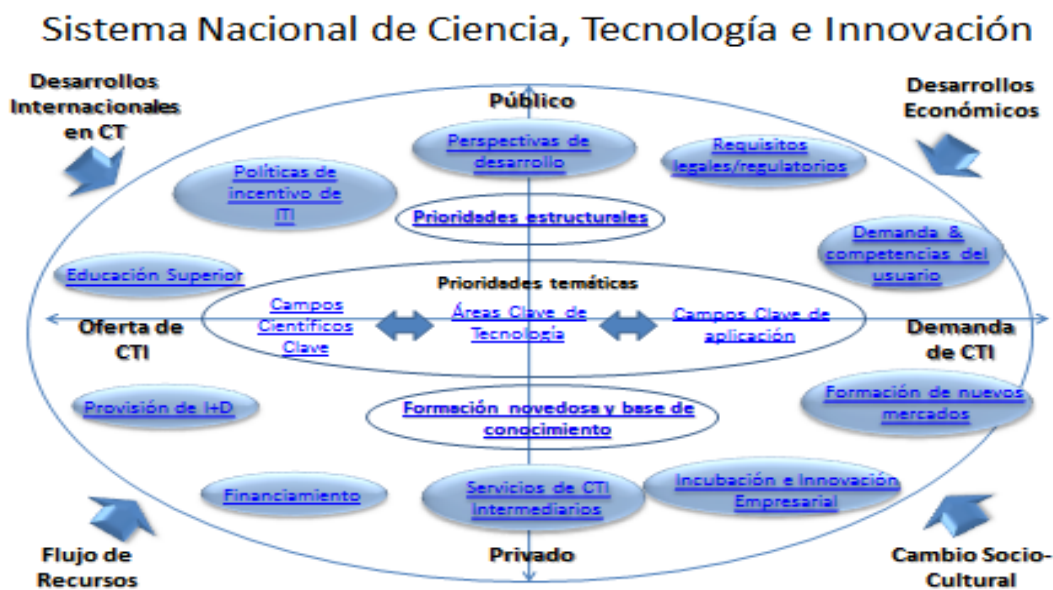 Sistema Nacional de Ciencia, Tecnología e Innovación
Desarrollos
Internacionales
en CT
Desarrollos
Económicos
Público
Perspectivas de
desarrollo
Requisitos
legales/regulatorios
Políticas de
incentivo de
ITI
Prioridades estructurales
Demanda &
competencias del
usuario
Educación Superior
Prioridades temáticas
Campos
Científicos
Clave
Áreas Clave de
Tecnología
Campos Clave de
aplicación
Oferta de
CTI
Demanda
de CTI
Provisión de I+D
Formación novedosa y base de
conocimiento
Formación de nuevos
mercados
Financiamiento
Servicios de CTI
Intermediarios
Incubación e Innovación
Empresarial
Flujo de
Recursos
Privado
Cambio Socio-
Cultural